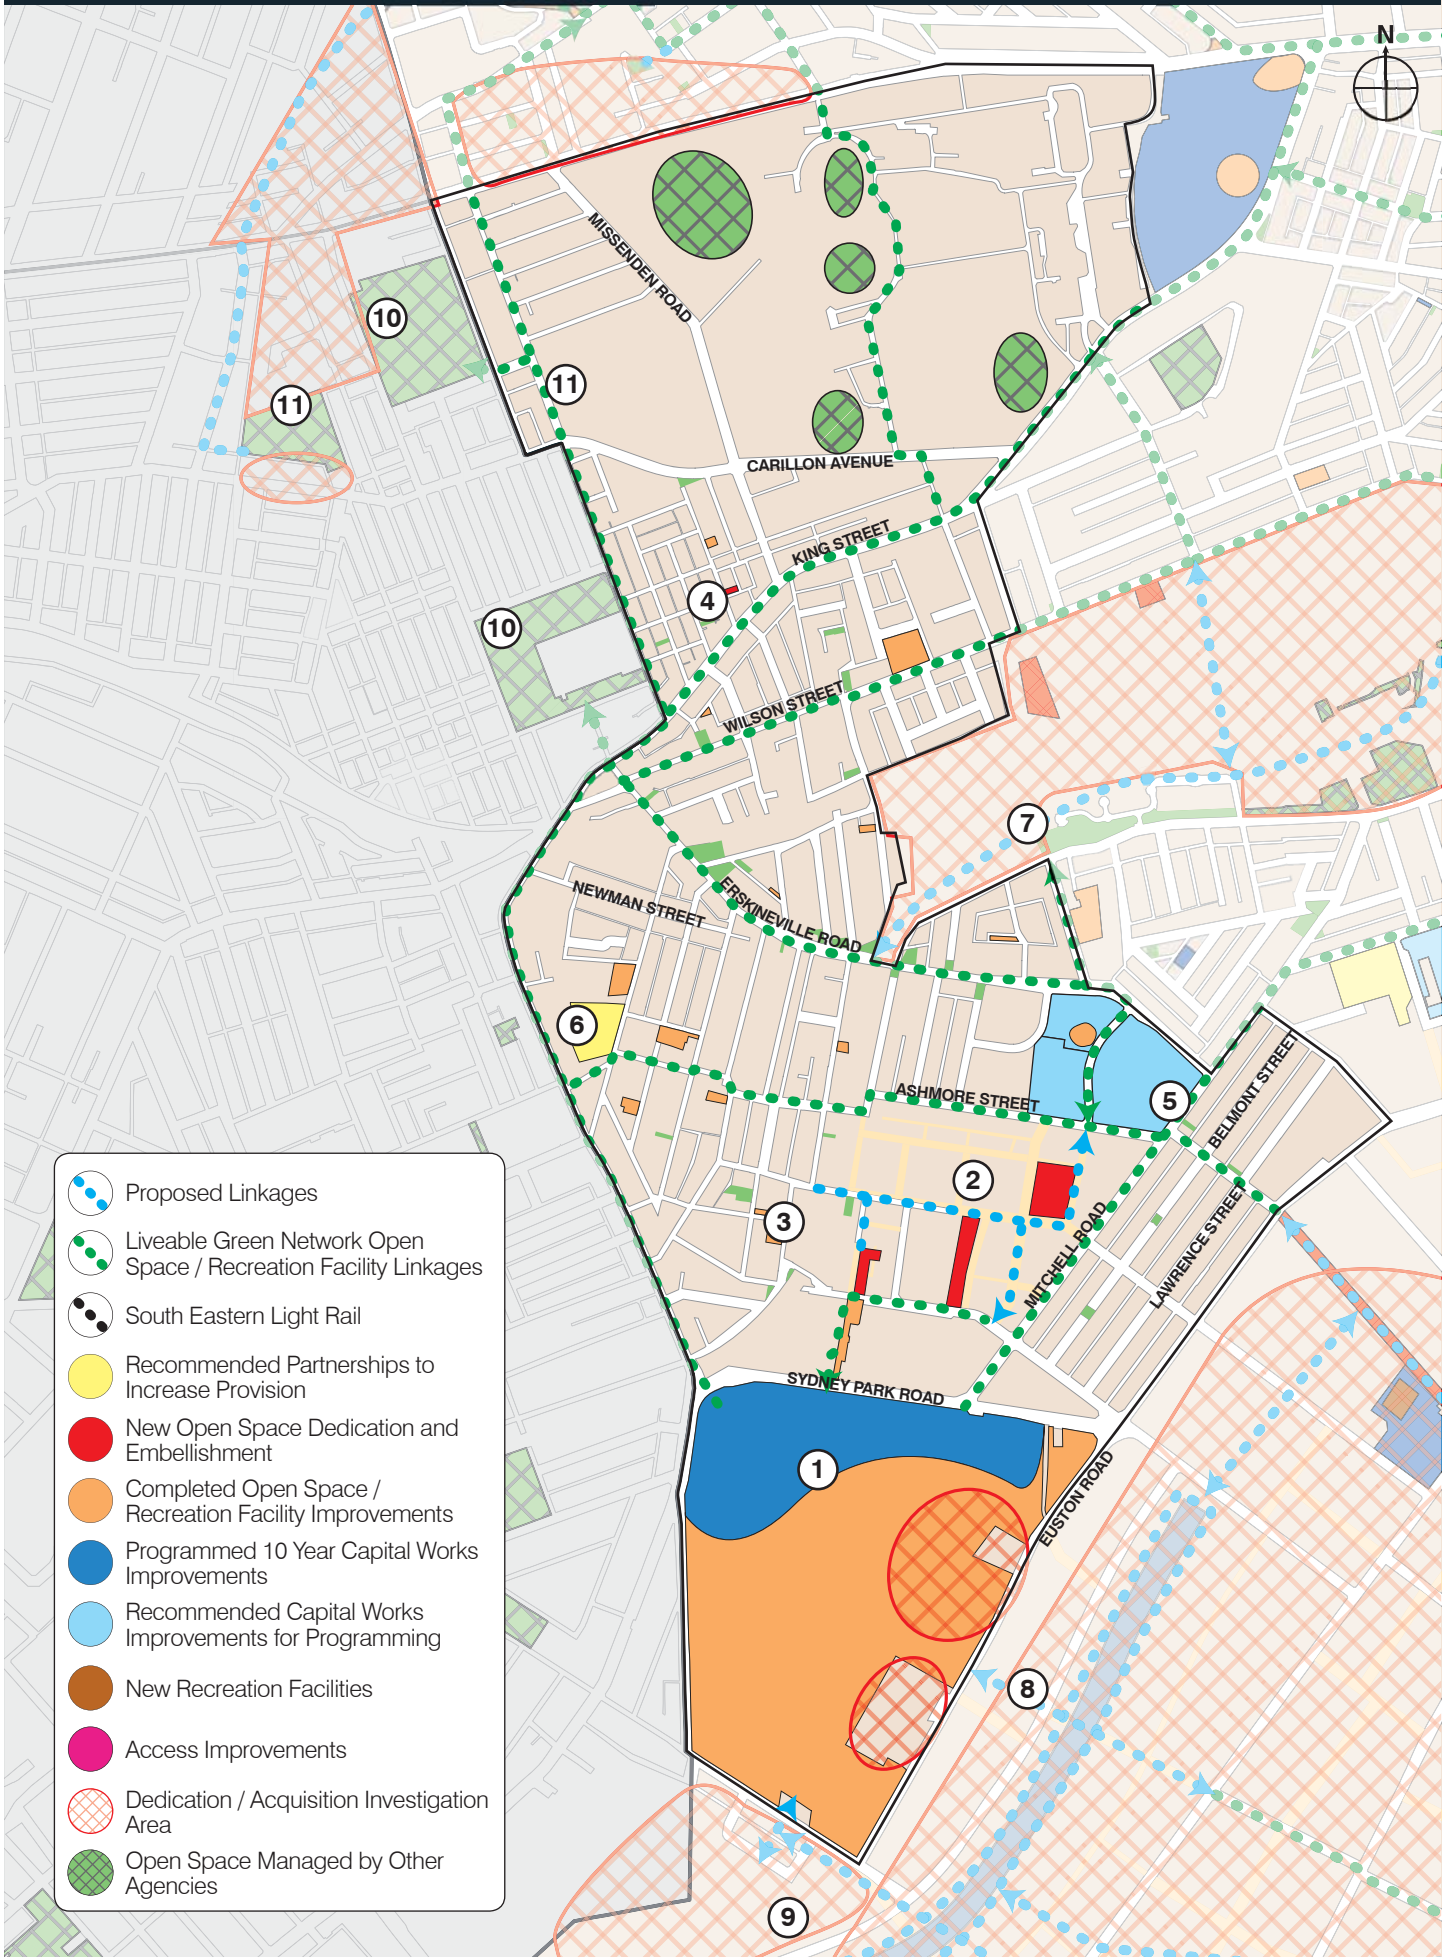 N
MISSENDEN ROAD
10
11
11
CARILLON AVENUE
KING STREET
4
10
WILSON STREET
7
NEWMAN STREET
ERSKINEVILLE ROAD
6
ASHMORE STREET
5
BELMONT STREET
2
3
MITCHELL ROAD
LAWRENCE STREET
SYDNEY PARK ROAD
1
EUSTON ROAD
8
9
Proposed Linkages
Liveable Green Network Open
Space / Recreation Facility Linkages
South Eastern Light Rail
Recommended Partnerships to
Increase Provision
New Open Space Dedication and
Embellishment
Completed Open Space /
Recreation Facility Improvements
Programmed 10 Year Capital Works
Improvements
Recommended Capital Works
Improvements for Programming
New Recreation Facilities
Access Improvements
Dedication / Acquisition Investigation
Area
Open Space Managed by Other
Agencies